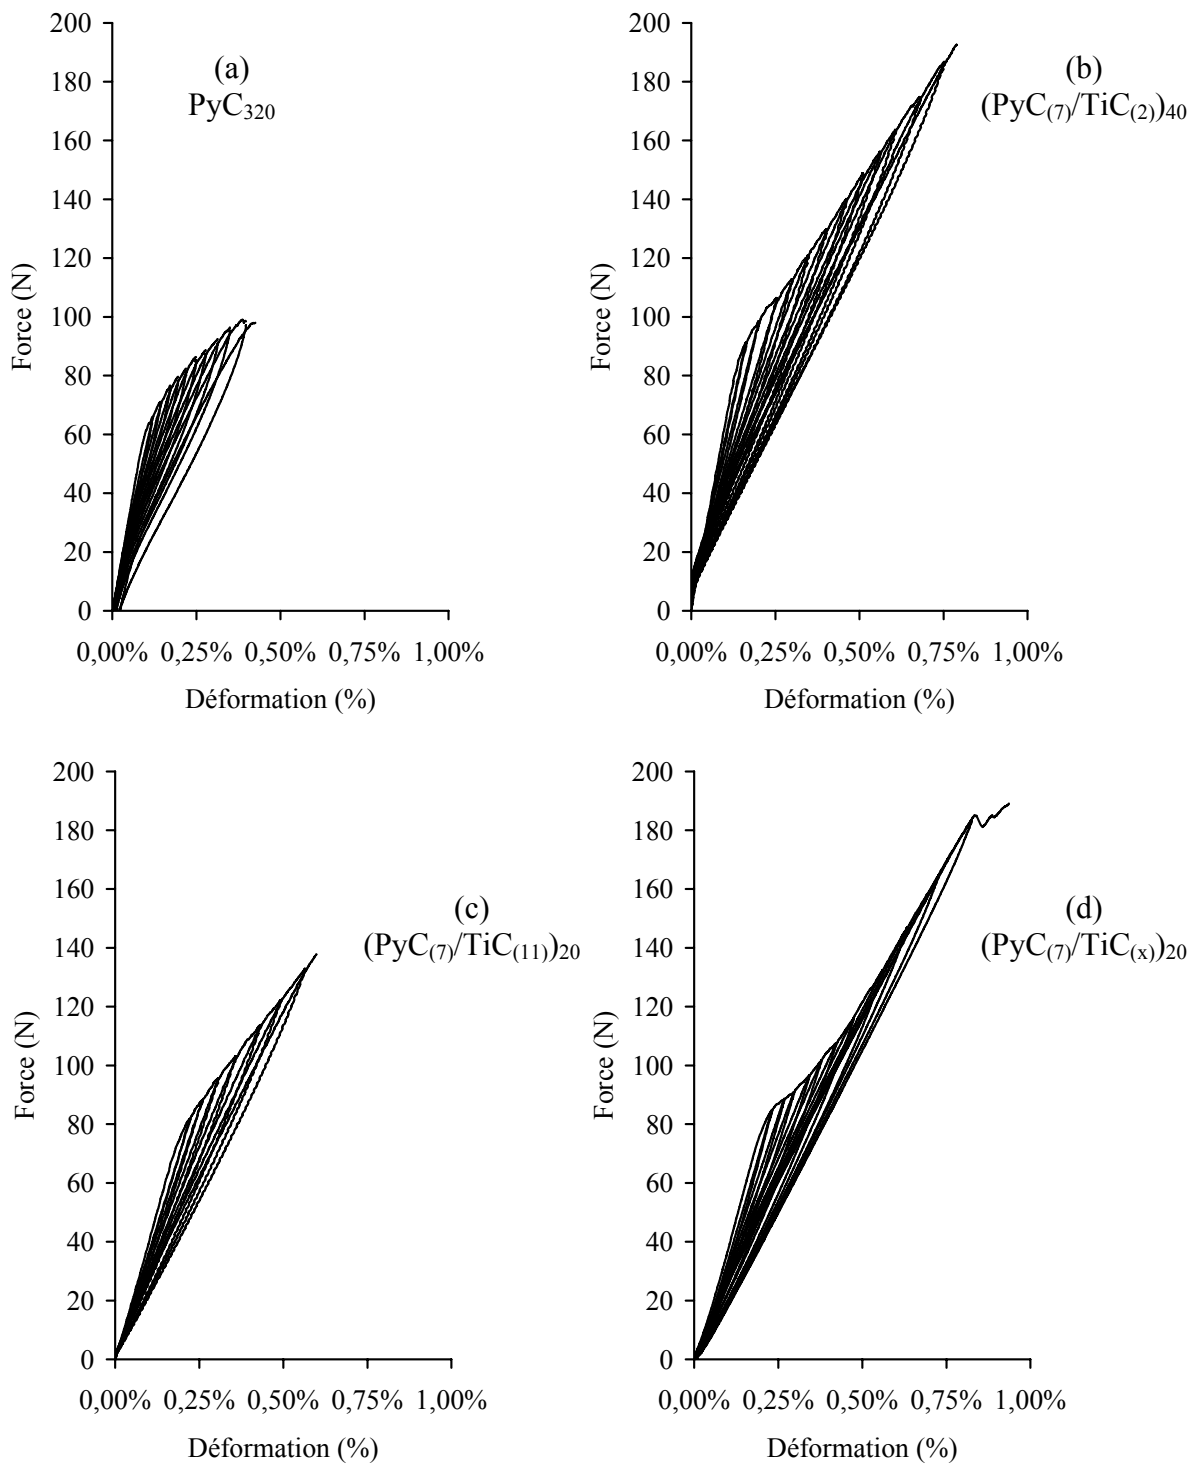 200
180
160
140
120
100
80
60
40
20
0
Force (N)
(a)
PyC320
0,00% 0,25% 0,50% 0,75% 1,00%
Déformation (%)
200
180
160
140
120
100
80
60
40
20
0
Force (N)
(b)
(PyC(7)/TiC(2))40
0,00% 0,25% 0,50% 0,75% 1,00%
Déformation (%)
200
180
160
140
120
100
80
60
40
20
0
Force (N)
(c)
(PyC(7)/TiC(11))20
0,00% 0,25% 0,50% 0,75% 1,00%
Déformation (%)
200
180
160
140
120
100
80
60
40
20
0
Force (N)
(d)
(PyC(7)/TiC(x))20
0,00% 0,25% 0,50% 0,75% 1,00%
Déformation (%)